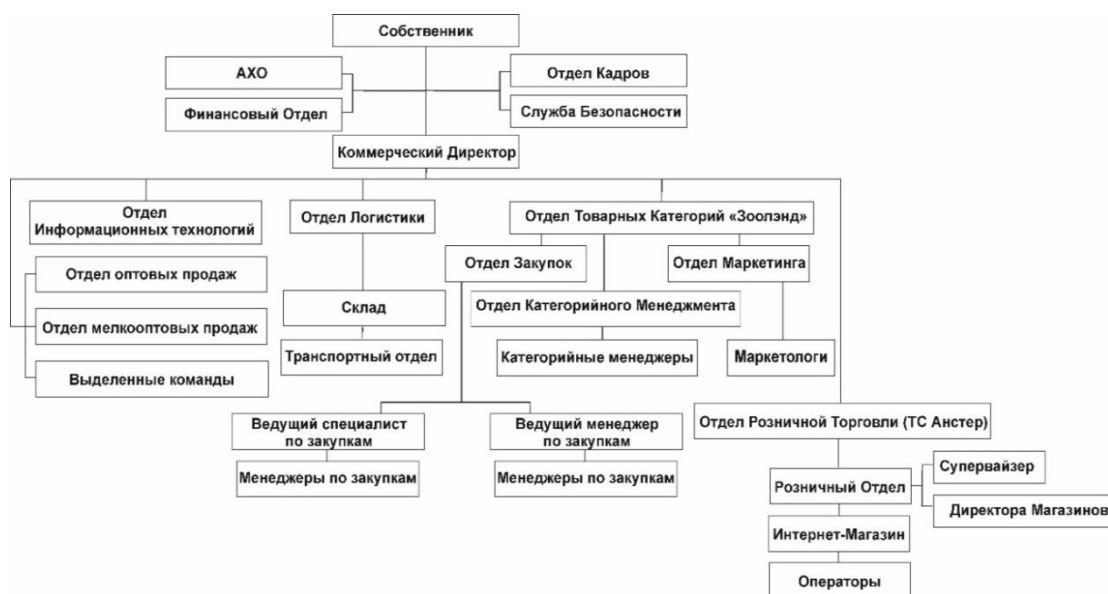 Собственник
АХО
Отдел Кадров
Финансовый Отдел
Служба Безопасности
Коммерческий Директор
Отдел
Информационных технологий
Отдел Логистики
Отдел Товарных Категорий «Зоолэнд»
Отдел оптовых продаж
Отдел Закупок
Отдел Маркетинга
Отдел мелкооптовых продаж
Склад
Отдел Категорийного Менеджмента
Выделенные команды
Транспортный отдел
Категорийные менеджеры
Маркетологи
Ведущий специалист
по закупкам
Ведущий менеджер
по закупкам
Отдел Розничной Торговли (ТС Анстер)
Менеджеры по закупкам
Менеджеры по закупкам
Розничный Отдел
Супервайзер
Директора Магазинов
Интернет-Магазин
Операторы